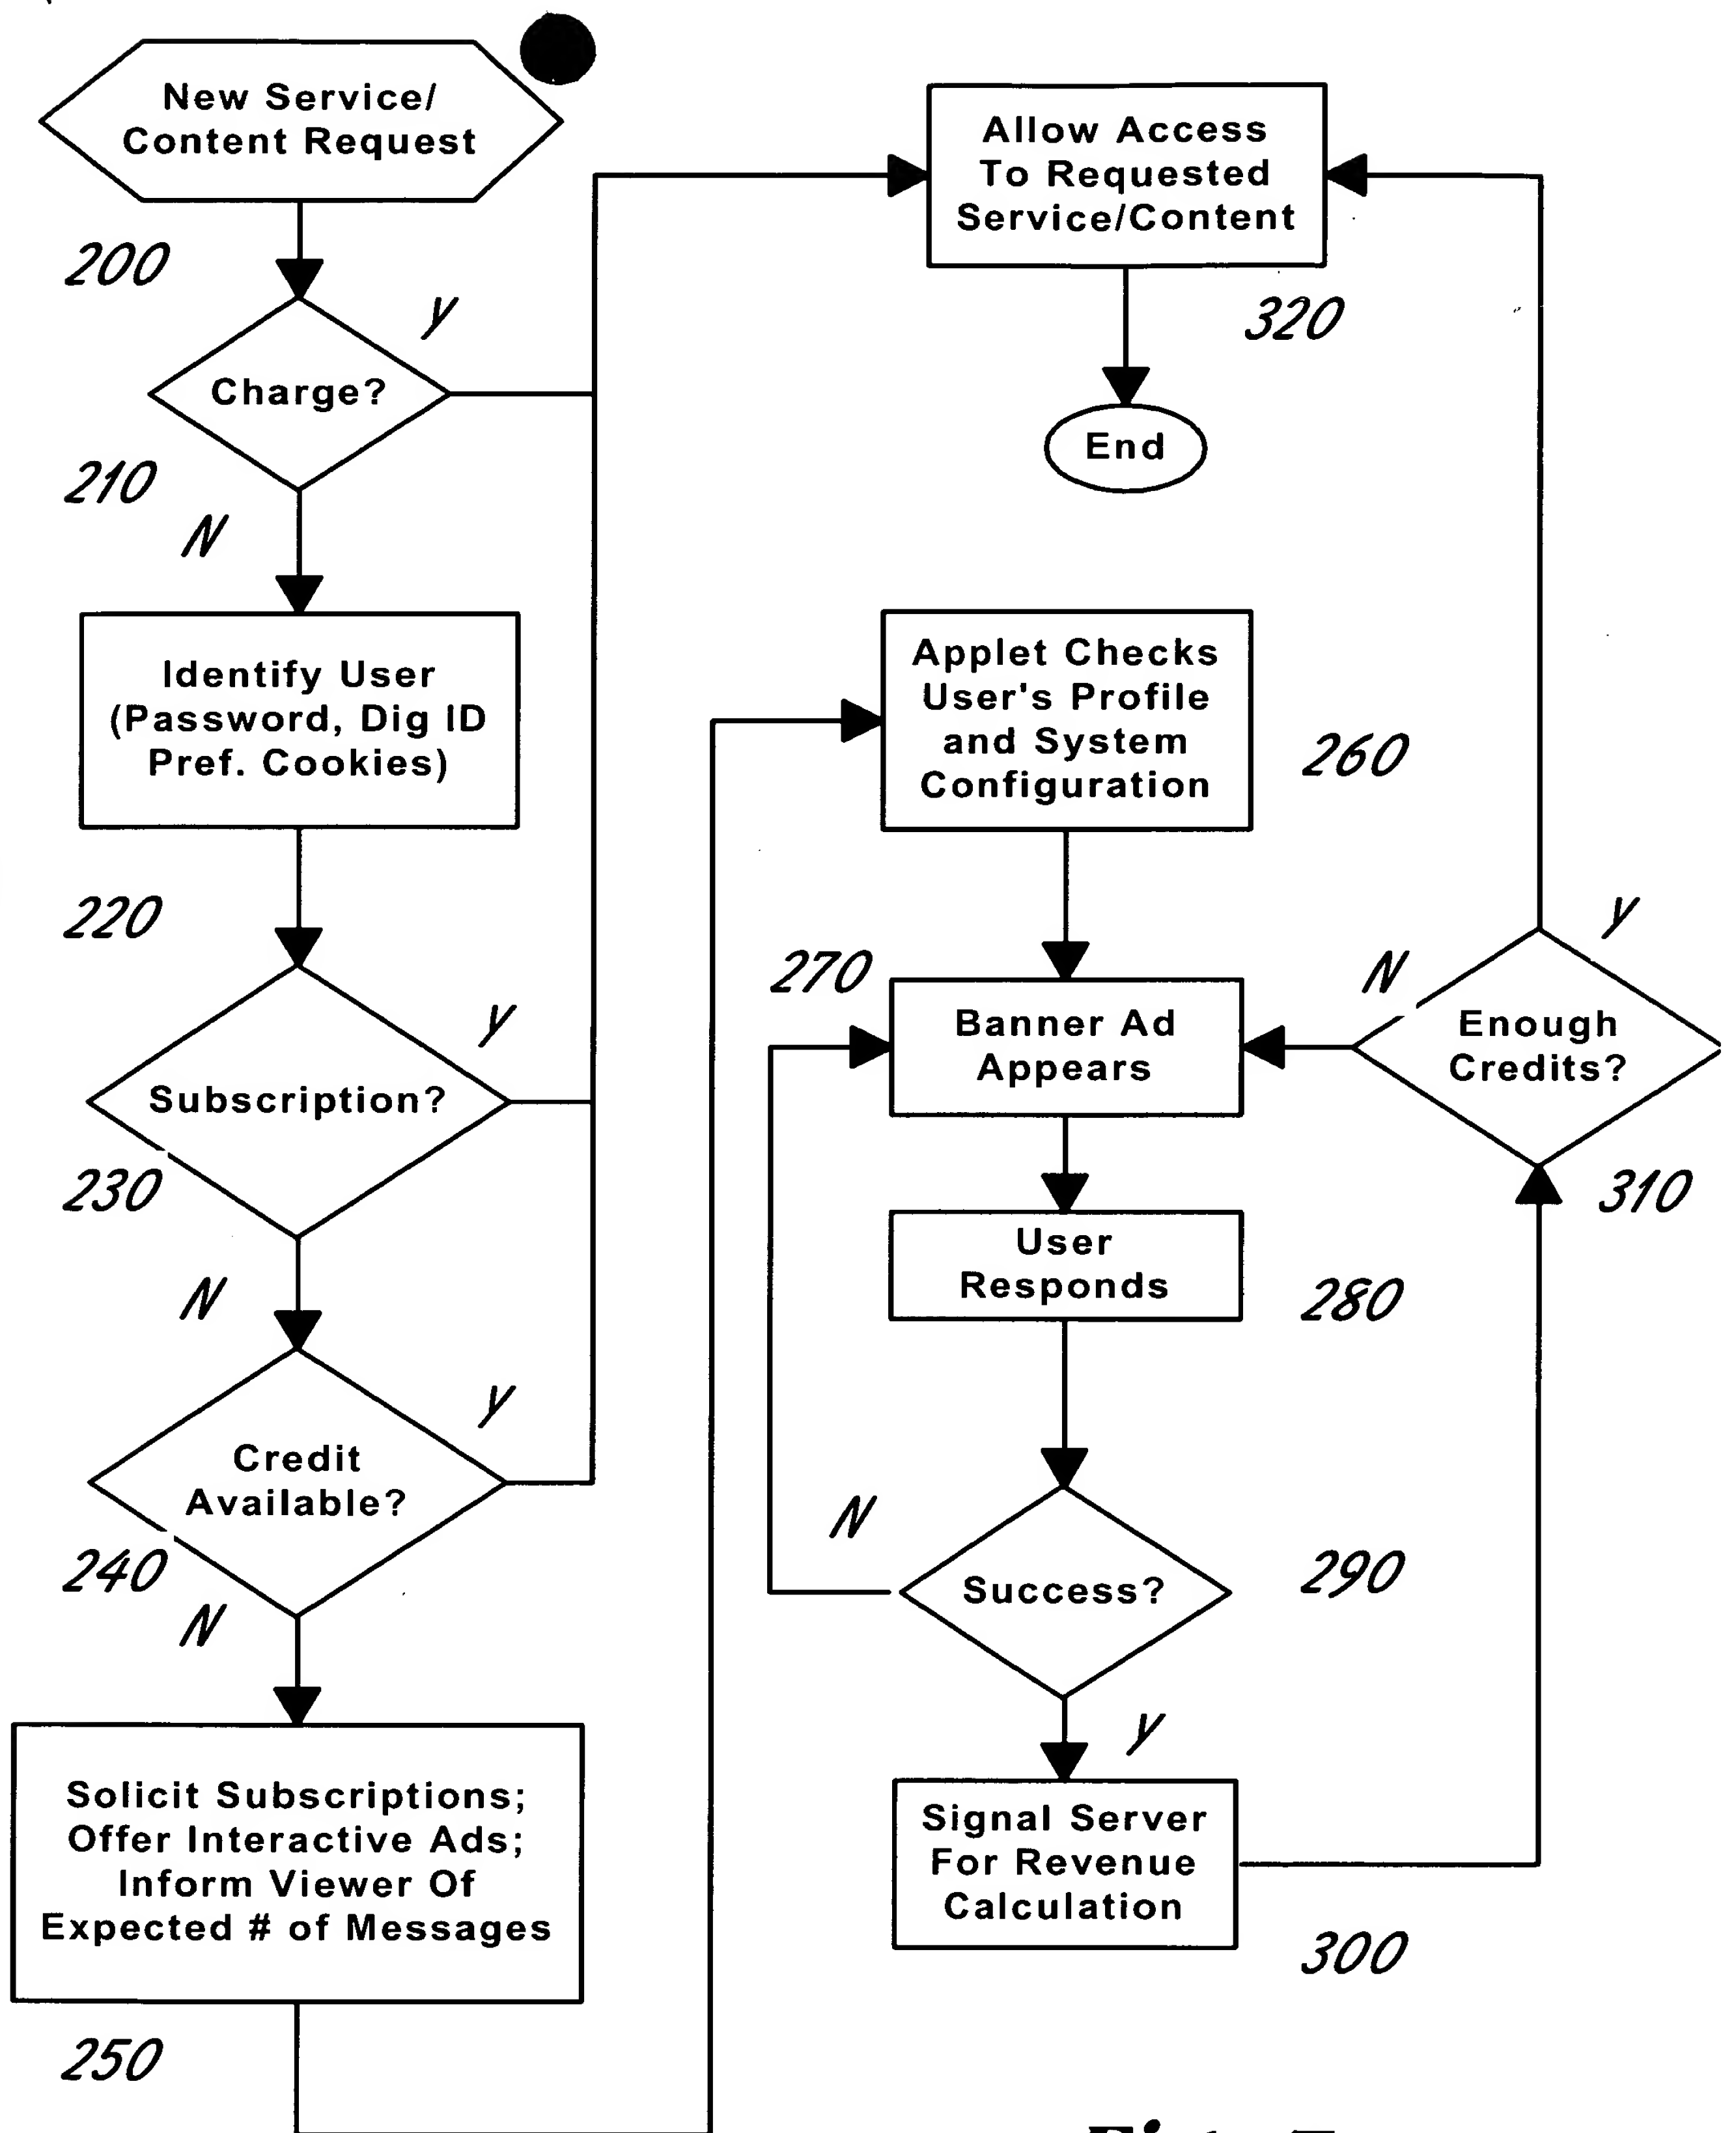 New Service/
Content Request
200
Charge?
Y
210
N
Identify User
(Password, Dig ID
Pref. Cookies)
220
Subscription?
Y
230
N
Credit
Available?
Y
240
N
Solicit Subscriptions;
Offer Interactive Ads;
Inform Viewer Of
Expected # of Messages
250
Allow Access
To Requested
Service/Content
320
End
Applet Checks
User's Profile
and System
Configuration
260
270
Banner Ad
Appears
User
Responds
280
Success?
N
290
Y
Signal Server
For Revenue
Calculation
300
Enough
Credits?
N
Y
310